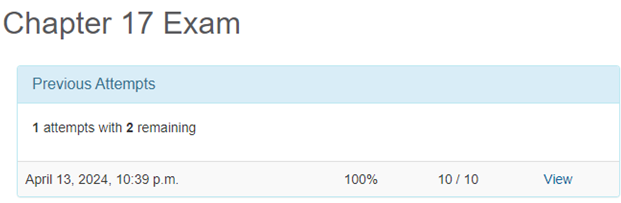 Chapter 17 Exam
Previous Attempts
1 attempts with 2 remaining
April 13, 2024, 10:39 p.m. 100% 10 / 10 View